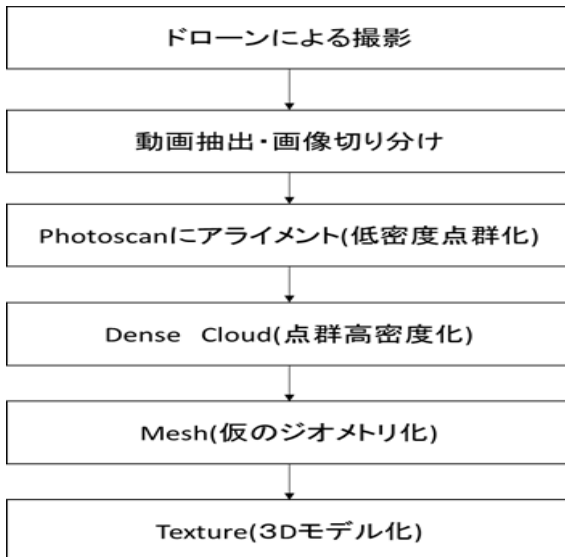 ドローンによる撮影
動画抽出・画像切り分け
Photoscanにアライメント(低密度点群化)
Dense　Cloud(点群高密度化)
Mesh(仮のジオメトリ化)
Texture(３Dモデル化)